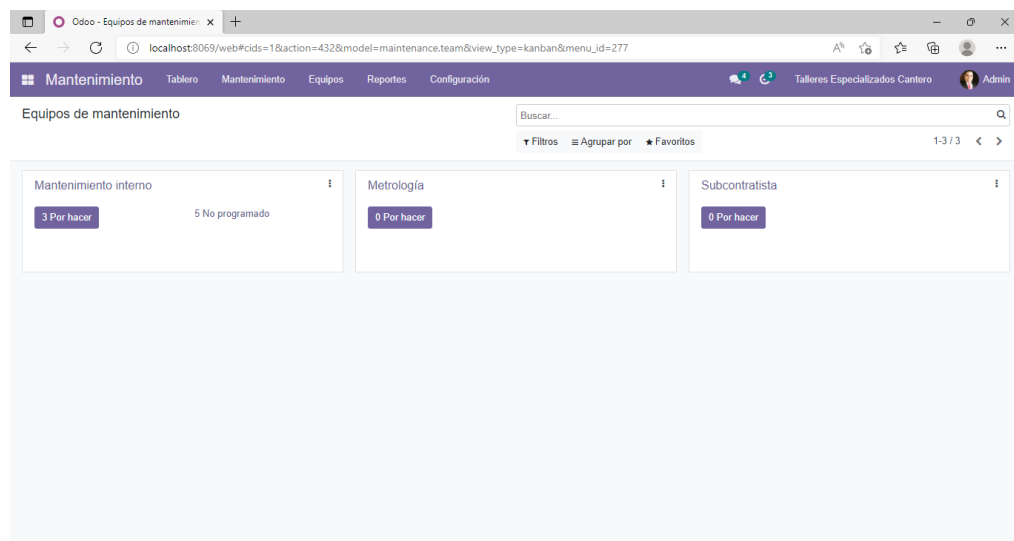 Odoo - Equipos de mantenimien
localhost:8069/web#cids=1&action=432&model=maintenance.team&view_type=kanban&menu_id=277
Mantenimiento Tablero Mantenimiento Equipos Reportes Configuración 4 3 Talleres Especializados Cantero Admin
Equipos de mantenimiento
Buscar...
Filtros Agrupar por Favoritos 1-3 / 3
Mantenimiento interno
3 Por hacer 5 No programado
Metrología
0 Por hacer
Subcontratista
0 Por hacer